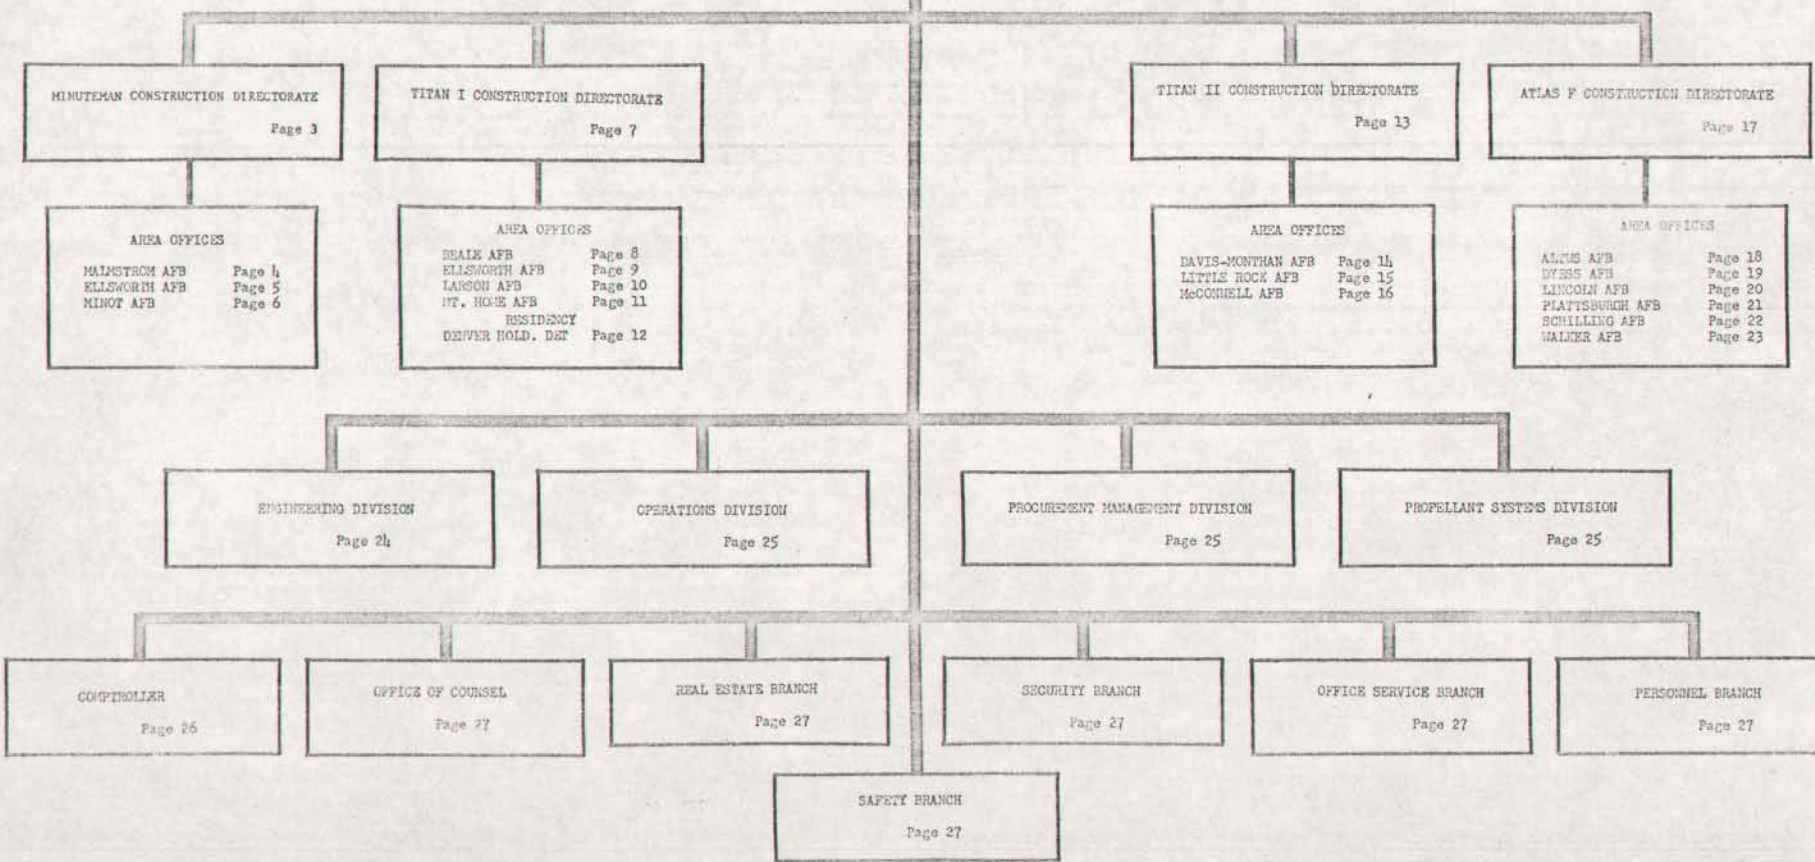 MINUTEMAN CONSTRUCTION DIRECTORATE
Page 3
TITAN I CONSTRUCTION DIRECTORATE
Page 7
TITAN II CONSTRUCTION DIRECTORATE
Page 13
ATLAS F CONSTRUCTION DIRECTORATE
Page 17
AREA OFFICES
MALMSTROM AFB Page 4
ELLSWORTH AFB Page 5
MINOT AFB Page 6
AREA OFFICES
BEALE AFB Page 8
ELLSWORTH AFB Page 9
LARSON AFB Page 10
MT. HOME AFB Page 11
RESIDENCY
DENVER HOLD. DET Page 12
AREA OFFICES
DAVIS-MONTHAN AFB Page 14
LITTLE ROCK AFB Page 15
McCONNELL AFB Page 16
AREA OFFICES
ALTUS AFB Page 18
DYESS AFB Page 19
LINCOLN AFB Page 20
PLATTSBURGH AFB Page 21
SCHILLING AFB Page 22
WALKER AFB Page 23
ENGINEERING DIVISION
Page 24
OPERATIONS DIVISION
Page 25
PROCUREMENT MANAGEMENT DIVISION
Page 25
PROPELLANT SYSTEMS DIVISION
Page 25
COMPTROLLER
Page 26
OFFICE OF COUNSEL
Page 27
REAL ESTATE BRANCH
Page 27
SECURITY BRANCH
Page 27
OFFICE SERVICE BRANCH
Page 27
PERSONNEL BRANCH
Page 27
SAFETY BRANCH
Page 27